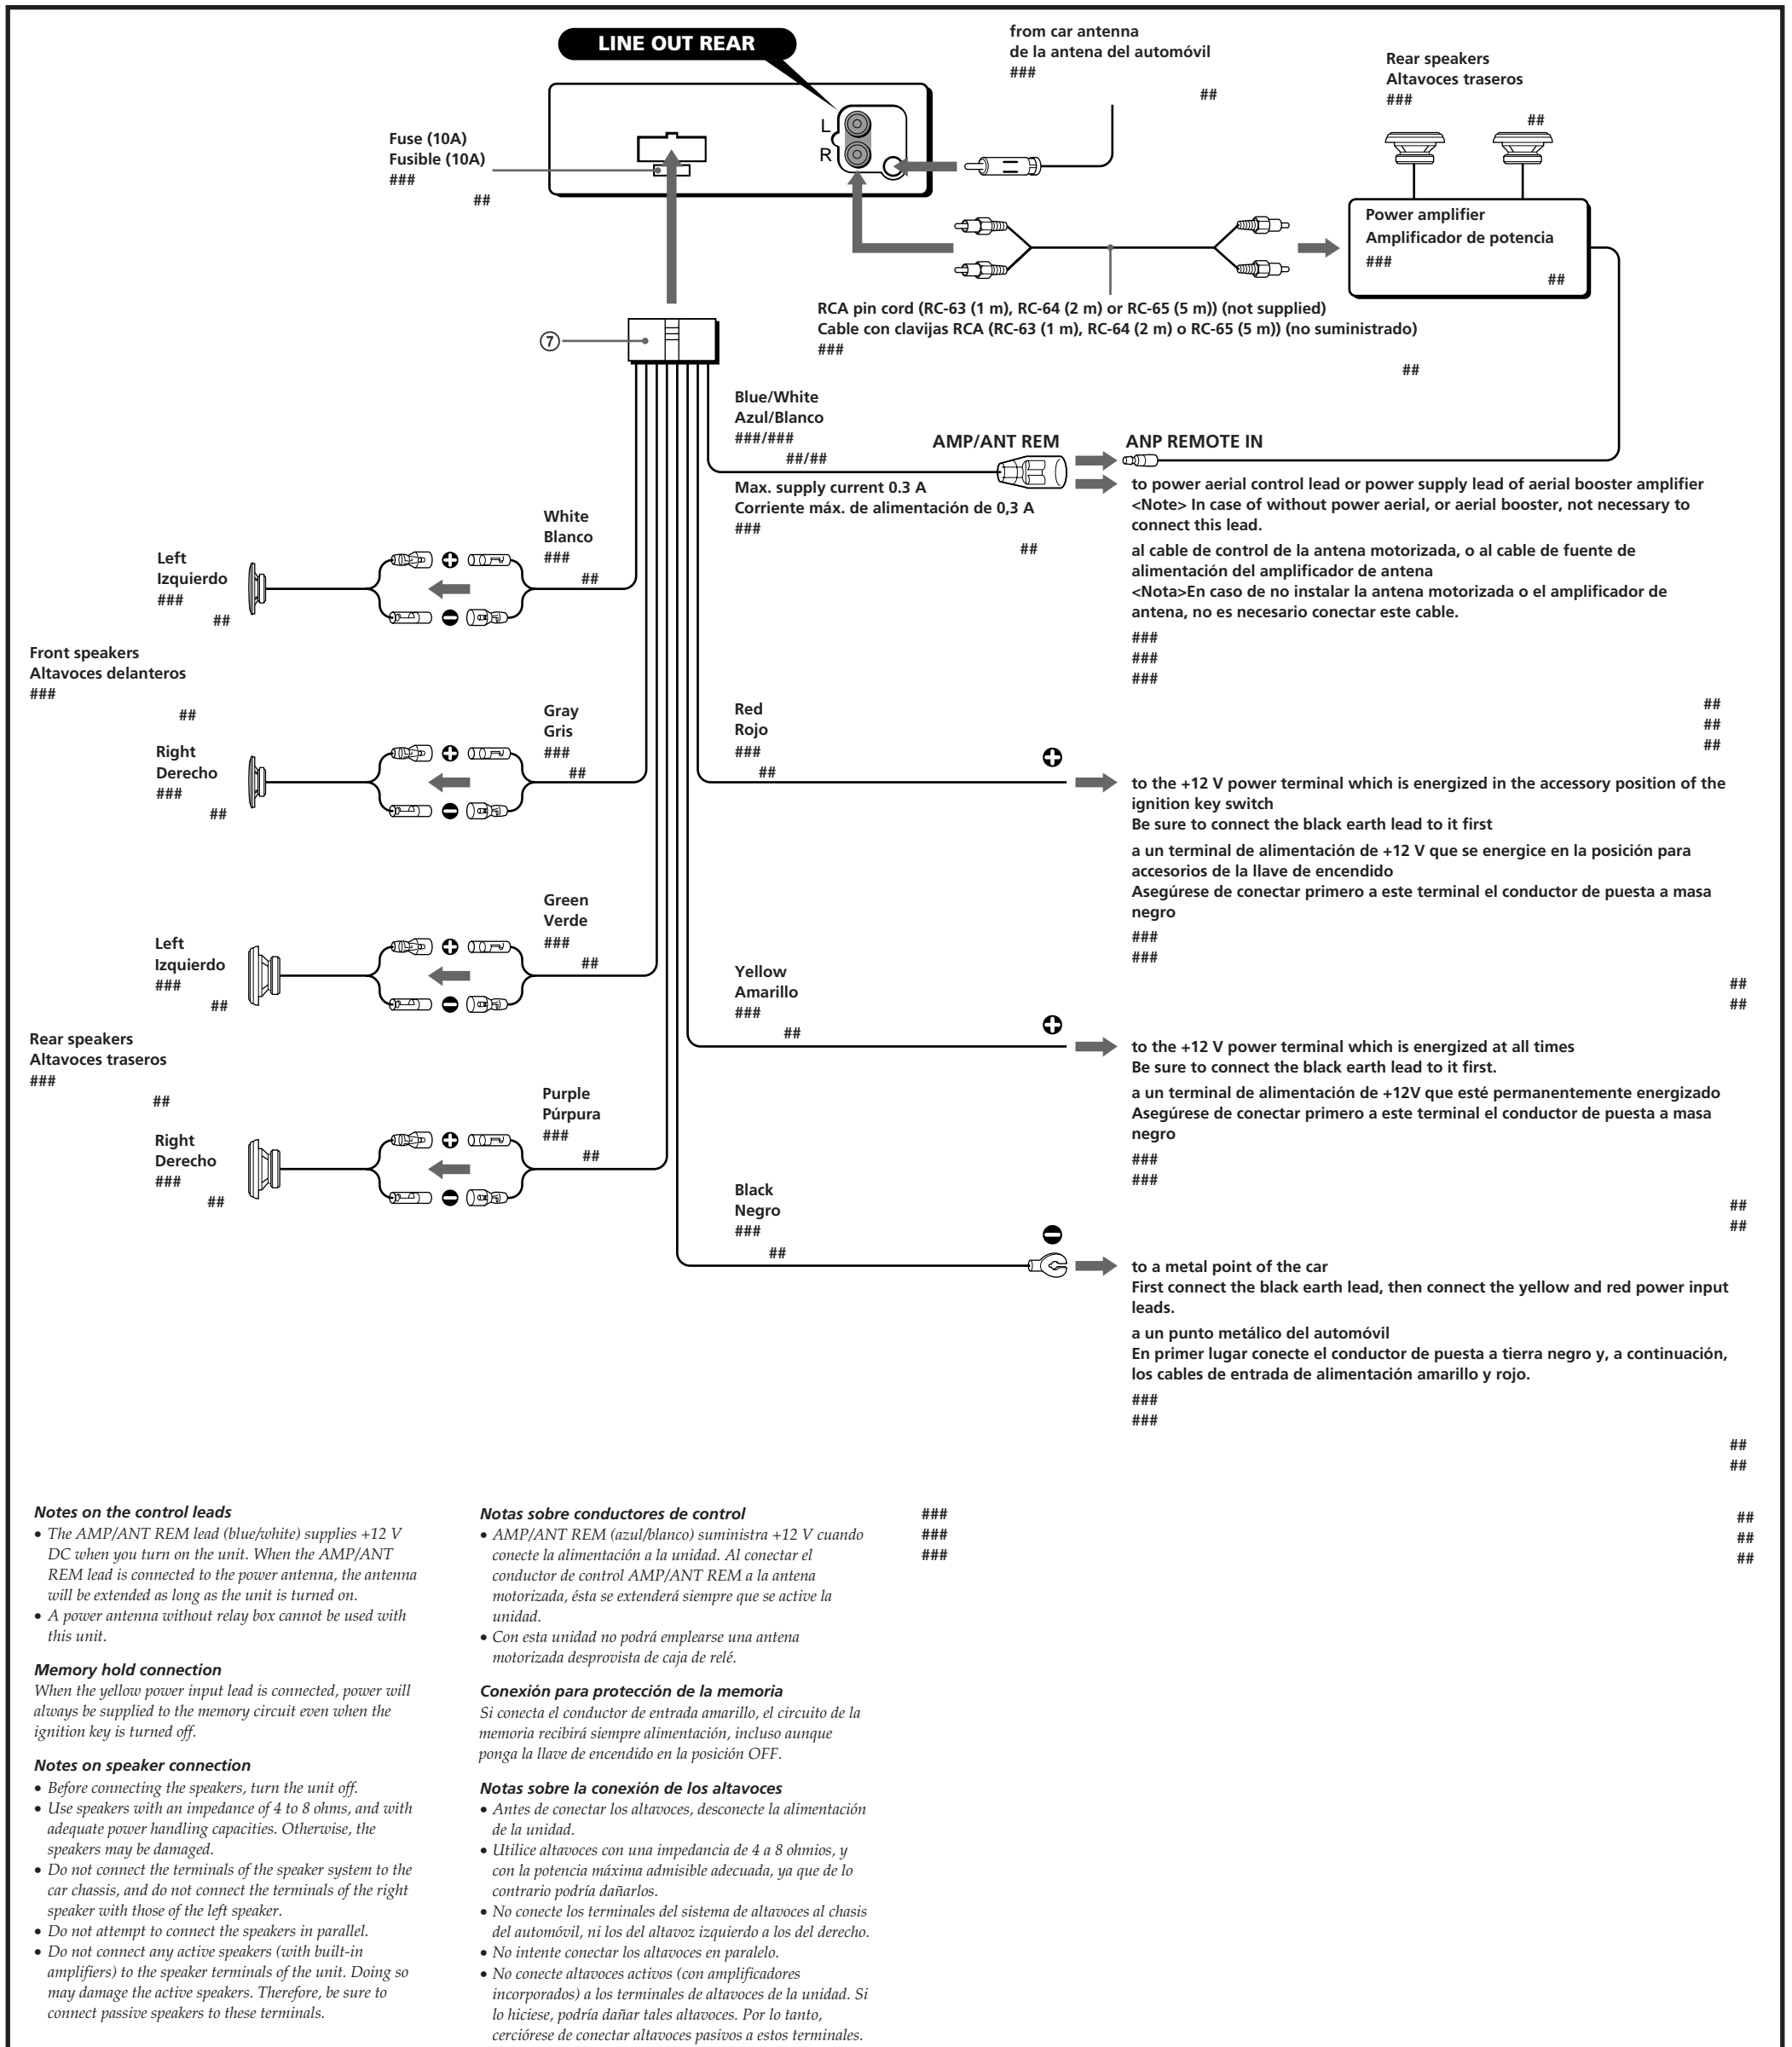 LINE OUT REAR
from car antenna
de la antena del automóvil
###
##
Rear speakers
Altavoces traseros
###
##
Fuse (10A)
Fusible (10A)
###
##
L
R
Power amplifier
Amplificador de potencia
###
##
RCA pin cord (RC-63 (1 m), RC-64 (2 m) or RC-65 (5 m)) (not supplied)
Cable con clavijas RCA (RC-63 (1 m), RC-64 (2 m) o RC-65 (5 m)) (no suministrado)
###
##
⑦
Blue/White
Azul/Blanco
###/###
##/##
AMP/ANT REM
ANP REMOTE IN
Max. supply current 0.3 A
Corriente máx. de alimentación de 0,3 A
###
##
to power aerial control lead or power supply lead of aerial booster amplifier
<Note> In case of without power aerial, or aerial booster, not necessary to
connect this lead.
al cable de control de la antena motorizada, o al cable de fuente de
alimentación del amplificador de antena
<Nota>En caso de no instalar la antena motorizada o el amplificador de
antena, no es necesario conectar este cable.
###
###
###
##
##
##
White
Blanco
###
##
Left
Izquierdo
###
##
Front speakers
Altavoces delanteros
###
##
Gray
Gris
###
##
Right
Derecho
###
##
Red
Rojo
###
##
to the +12 V power terminal which is energized in the accessory position of the
ignition key switch
Be sure to connect the black earth lead to it first
a un terminal de alimentación de +12 V que se energice en la posición para
accesorios de la llave de encendido
Asegúrese de conectar primero a este terminal el conductor de puesta a masa
negro
###
###
##
##
Green
Verde
###
##
Left
Izquierdo
###
##
Rear speakers
Altavoces traseros
###
##
Purple
Púrpura
###
##
Right
Derecho
###
##
Yellow
Amarillo
###
##
to the +12 V power terminal which is energized at all times
Be sure to connect the black earth lead to it first.
a un terminal de alimentación de +12V que esté permanentemente energizado
Asegúrese de conectar primero a este terminal el conductor de puesta a masa
negro
###
###
##
##
Black
Negro
###
##
to a metal point of the car
First connect the black earth lead, then connect the yellow and red power input
leads.
a un punto metálico del automóvil
En primer lugar conecte el conductor de puesta a tierra negro y, a continuación,
los cables de entrada de alimentación amarillo y rojo.
###
###
##
##
Notes on the control leads
• The AMP/ANT REM lead (blue/white) supplies +12 V
DC when you turn on the unit. When the AMP/ANT
REM lead is connected to the power antenna, the antenna
will be extended as long as the unit is turned on.
• A power antenna without relay box cannot be used with
this unit.
Memory hold connection
When the yellow power input lead is connected, power will
always be supplied to the memory circuit even when the
ignition key is turned off.
Notes on speaker connection
• Before connecting the speakers, turn the unit off.
• Use speakers with an impedance of 4 to 8 ohms, and with
adequate power handling capacities. Otherwise, the
speakers may be damaged.
• Do not connect the terminals of the speaker system to the
car chassis, and do not connect the terminals of the right
speaker with those of the left speaker.
• Do not attempt to connect the speakers in parallel.
• Do not connect any active speakers (with built-in
amplifiers) to the speaker terminals of the unit. Doing so
may damage the active speakers. Therefore, be sure to
connect passive speakers to these terminals.
Notas sobre conductores de control
• AMP/ANT REM (azul/blanco) suministra +12 V cuando
conecte la alimentación a la unidad. Al conectar el
conductor de control AMP/ANT REM a la antena
motorizada, ésta se extenderá siempre que se active la
unidad.
• Con esta unidad no podrá emplearse una antena
motorizada desprovista de caja de relé.
Conexión para protección de la memoria
Si conecta el conductor de entrada amarillo, el circuito de la
memoria recibirá siempre alimentación, incluso aunque
ponga la llave de encendido en la posición OFF.
Notas sobre la conexión de los altavoces
• Antes de conectar los altavoces, desconecte la alimentación
de la unidad.
• Utilice altavoces con una impedancia de 4 a 8 ohmios, y
con la potencia máxima admisible adecuada, ya que de lo
contrario podría dañarlos.
• No conecte los terminales del sistema de altavoces al chasis
del automóvil, ni los del altavoz izquierdo a los del derecho.
• No intente conectar los altavoces en paralelo.
• No conecte altavoces activos (con amplificadores
incorporados) a los terminales de altavoces de la unidad. Si
lo hiciese, podría dañar tales altavoces. Por lo tanto,
cerciórese de conectar altavoces pasivos a estos terminales.
###
###
###
##
##
##